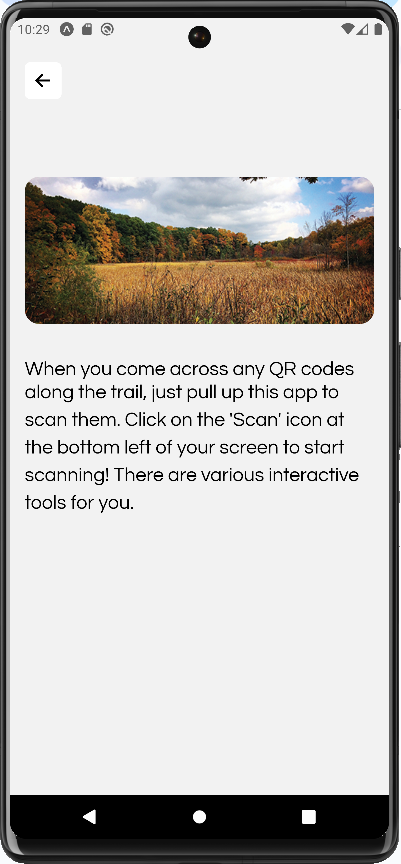 10:29
When you come across any QR codes
along the trail, just pull up this app to
scan them. Click on the 'Scan' icon at
the bottom left of your screen to start
scanning! There are various interactive
tools for you.